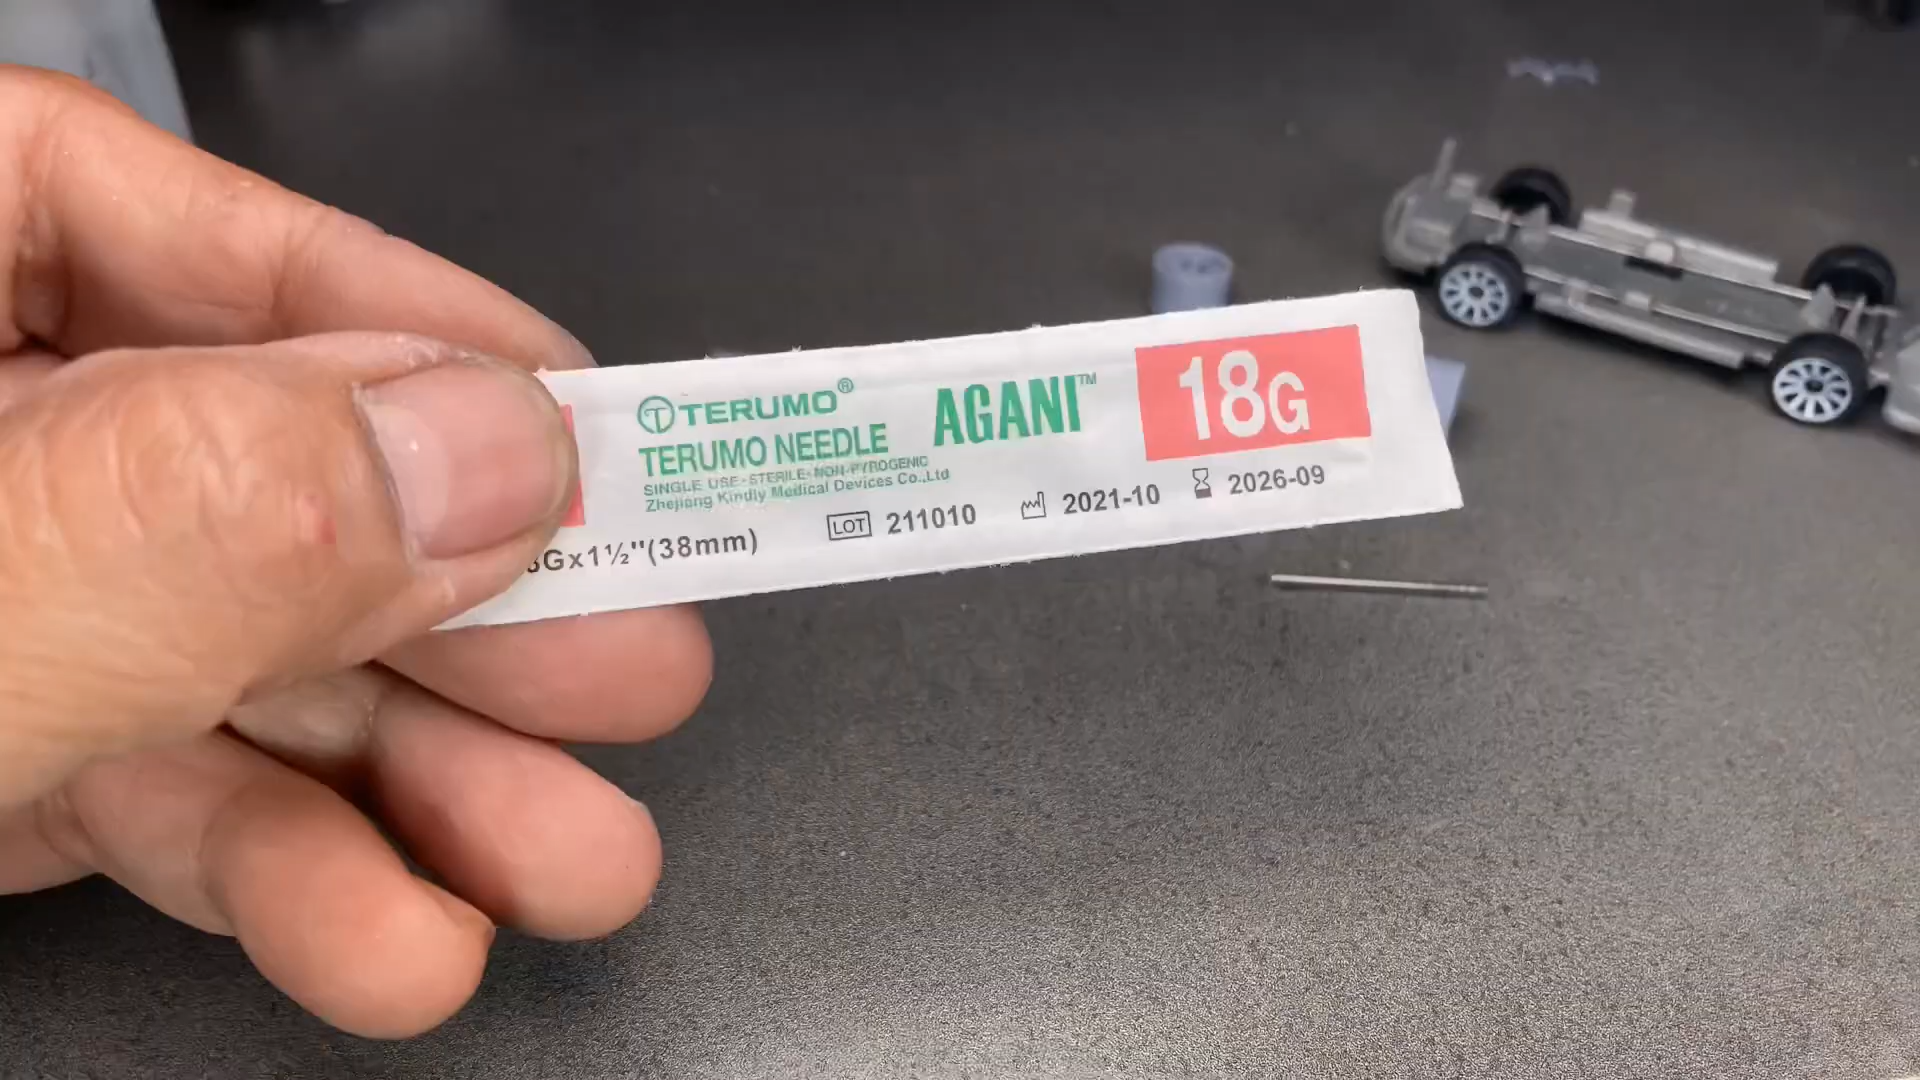 TERUMO®
TERUMO NEEDLE
AGANI™
18G
SINGLE USE·STERILE·NON-PYROGENIC
Zhejiang Kindly Medical Devices Co.,Ltd
Gx1½"(38mm)
LOT 211010
2021-10
2026-09